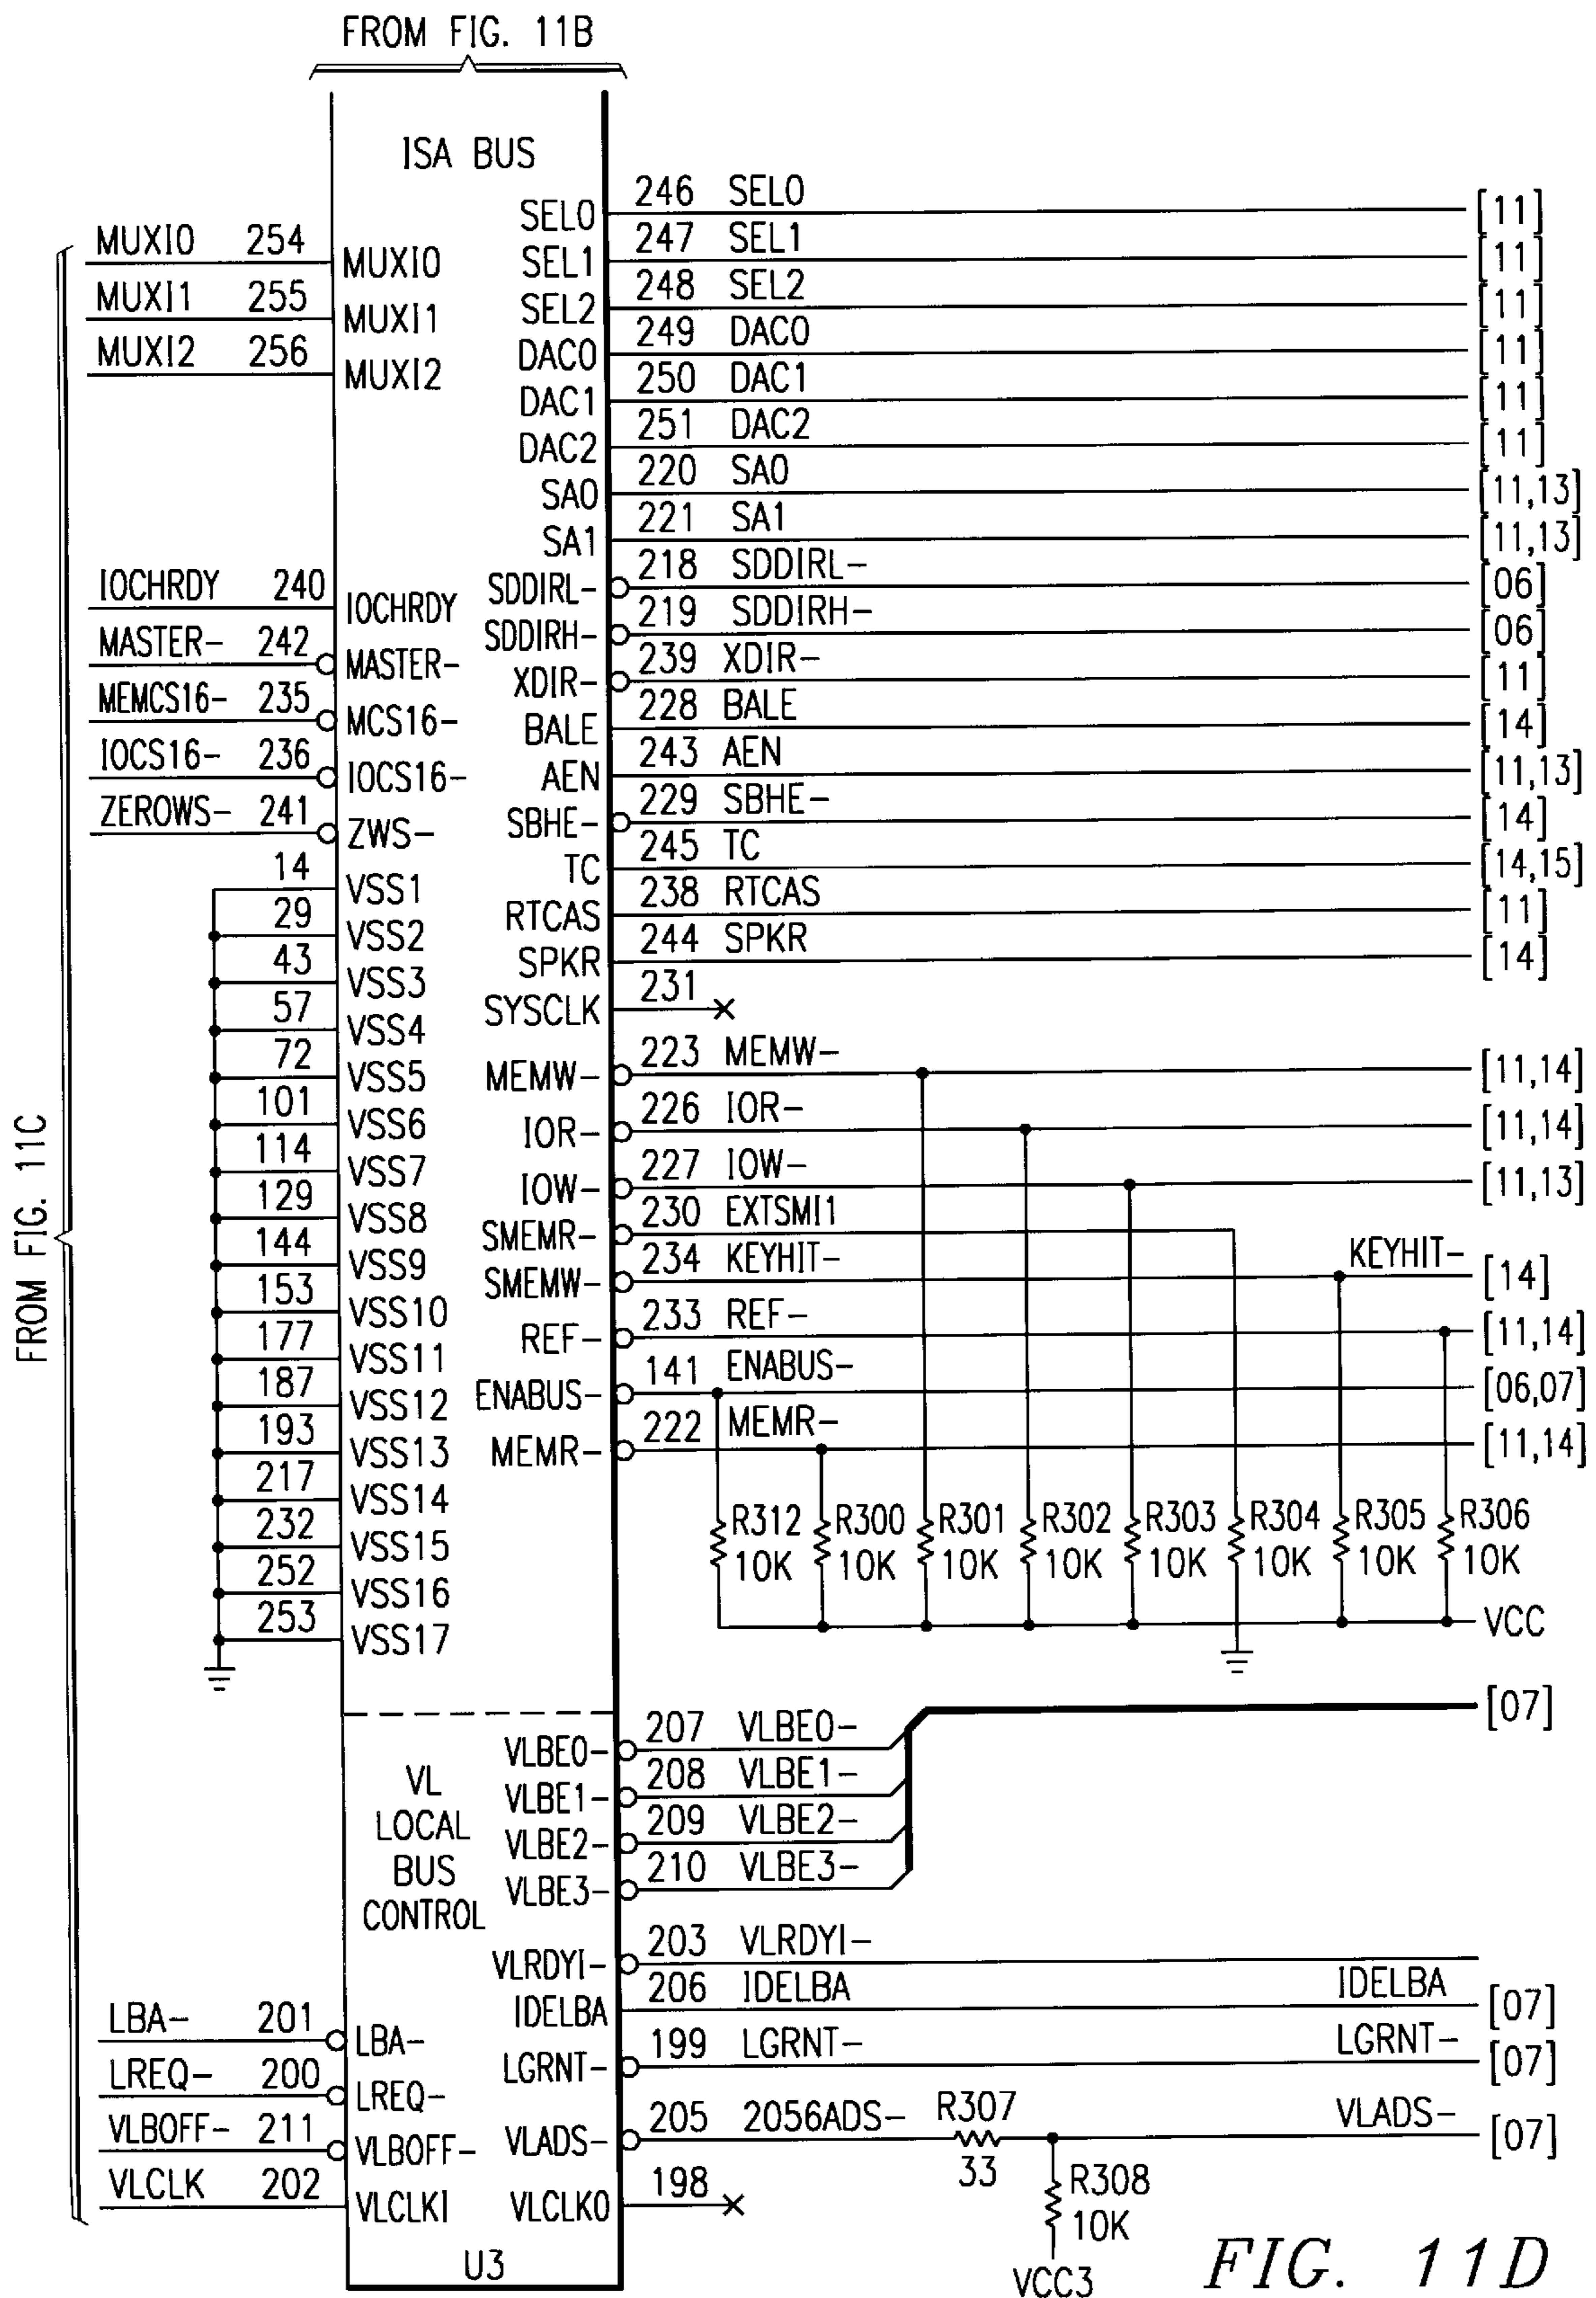 FROM FIG. 11B
ISA BUS
246 SEL0
SEL0 [11]
MUXI0 254 247 SEL1
MUXI0 SEL1 [11]
MUXI1 255 248 SEL2
MUXI1 SEL2 [11]
MUXI2 256 249 DAC0
MUXI2 DAC0 [11]
250 DAC1
DAC1 [11]
251 DAC2
DAC2 [11]
220 SA0
SA0 [11,13]
221 SA1
SA1 [11,13]
218 SDDIRL-
IOCHRDY 240 IOCHRDY SDDIRL- [06]
219 SDDIRH-
MASTER- 242 MASTER- SDDIRH- [06]
239 XDIR-
XDIR- [11]
MEMCS16- 235 MCS16- 228 BALE
BALE [14]
IOCS16- 236 IOCS16- 243 AEN
AEN [11,13]
ZEROWS- 241 ZWS- 229 SBHE-
SBHE- [14]
245 TC
14 VSS1 TC [14,15]
238 RTCAS
29 VSS2 RTCAS [11]
244 SPKR
43 VSS3 SPKR [14]
57 VSS4 SYSCLK 231
72 VSS5 MEMW- 223 MEMW- [11,14]
101 VSS6 IOR- 226 IOR- [11,14]
114 VSS7 IOW- 227 IOW- [11,13]
129 VSS8 SMEMR- 230 EXTSMI1
144 VSS9 SMEMW- 234 KEYHIT- KEYHIT- [14]
153 VSS10 REF- 233 REF- [11,14]
177 VSS11
187 VSS12 ENABUS- 141 ENABUS- [06,07]
193 VSS13 MEMR- 222 MEMR- [11,14]
217 VSS14
232 VSS15
252 VSS16
253 VSS17
R312 R300 R301 R302 R303 R304 R305 R306
10K 10K 10K 10K 10K 10K 10K 10K
VCC
FROM FIG. 11C
[07]
VL
LOCAL
BUS
CONTROL
VLBE0- 207 VLBE0-
VLBE1- 208 VLBE1-
VLBE2- 209 VLBE2-
VLBE3- 210 VLBE3-
VLRDYI- 203 VLRDYI-
IDELBA 206 IDELBA IDELBA [07]
LBA- 201 LBA- LGRNT- 199 LGRNT- LGRNT- [07]
LREQ- 200 LREQ-
VLBOFF- 211 VLBOFF- VLADS- 205 2056ADS- R307 VLADS- [07]
33
VLCLK 202 VLCLKI VLCLKO 198
R308
10K
VCC3
U3
FIG. 11D